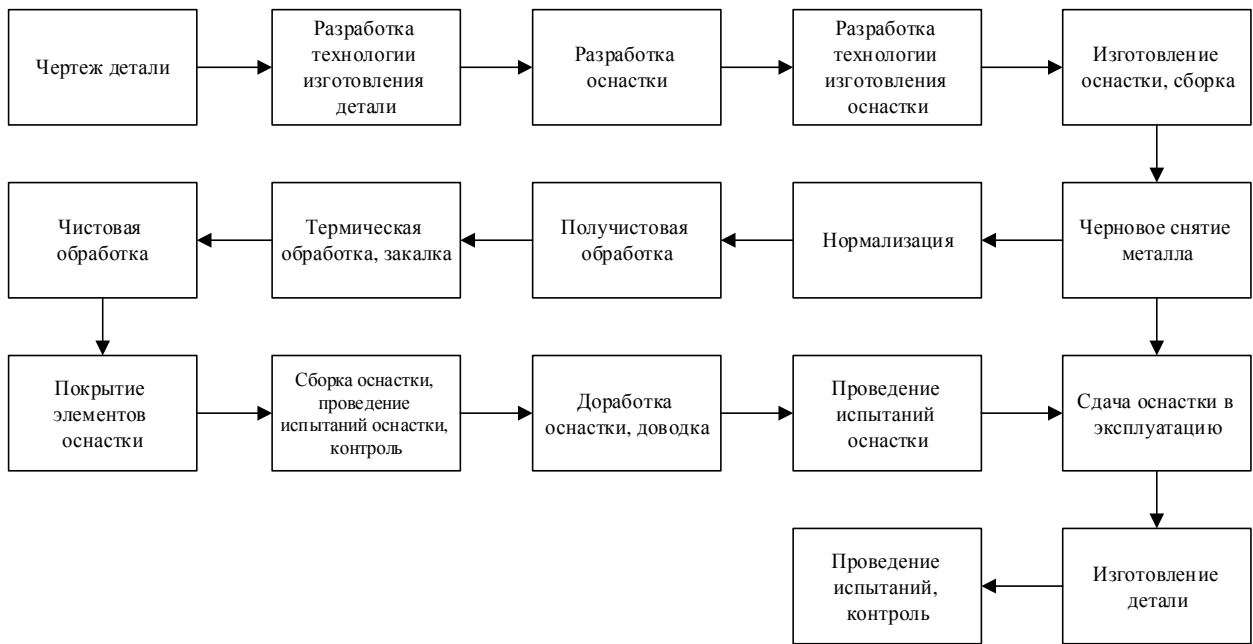 Чертеж детали
Разработка
технологии
изготовления
детали
Разработка
оснастки
Разработка
технологии
изготовления
оснастки
Изготовление
оснастки, сборка
Чистовая
обработка
Термическая
обработка, закалка
Получистовая
обработка
Нормализация
Черновое снятие
металла
Покрытие
элементов
оснастки
Сборка оснастки,
проведение
испытаний оснастки,
контроль
Доработка
оснастки, доводка
Проведение
испытаний
оснастки
Сдача оснастки в
эксплуатацию
Проведение
испытаний,
контроль
Изготовление
детали